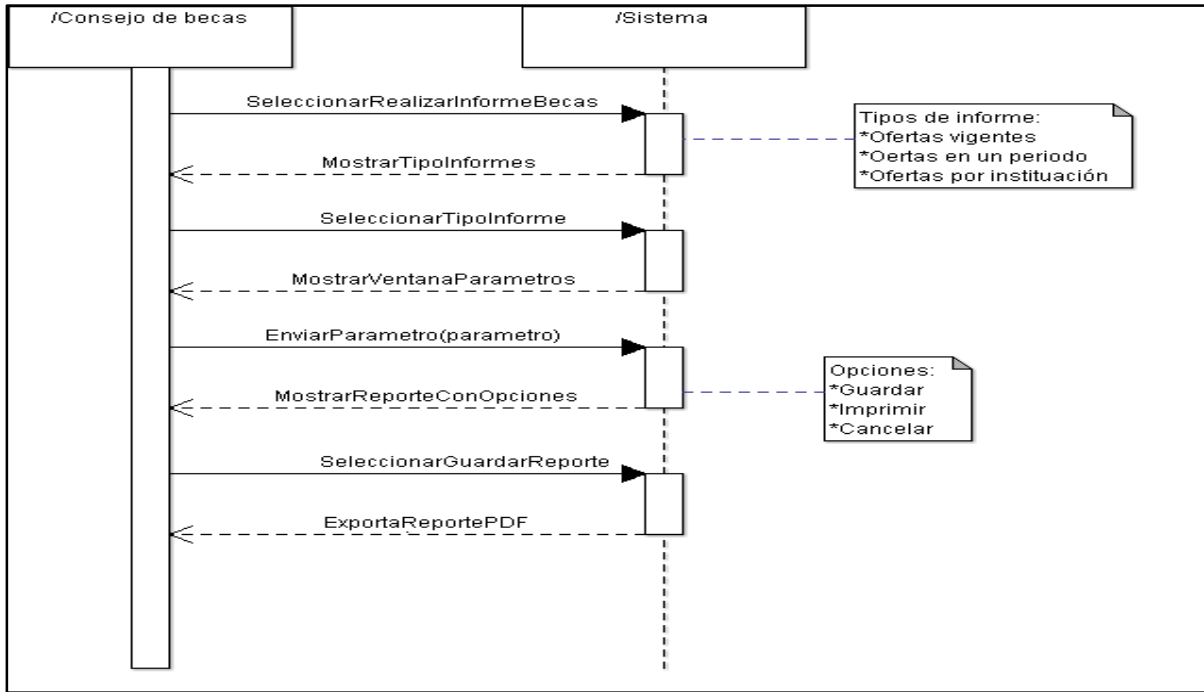 /Consejo de becas
/Sistema
SeleccionarRealizarInformeBecas
Tipos de informe:
*Ofertas vigentes
*Oertas en un periodo
*Ofertas por instituación
MostrarTipoInformes
SeleccionarTipoInforme
MostrarVentanaParametros
EnviarParametro(parametro)
Opciones:
*Guardar
*Imprimir
*Cancelar
MostrarReporteConOpciones
SeleccionarGuardarReporte
ExportaReportePDF